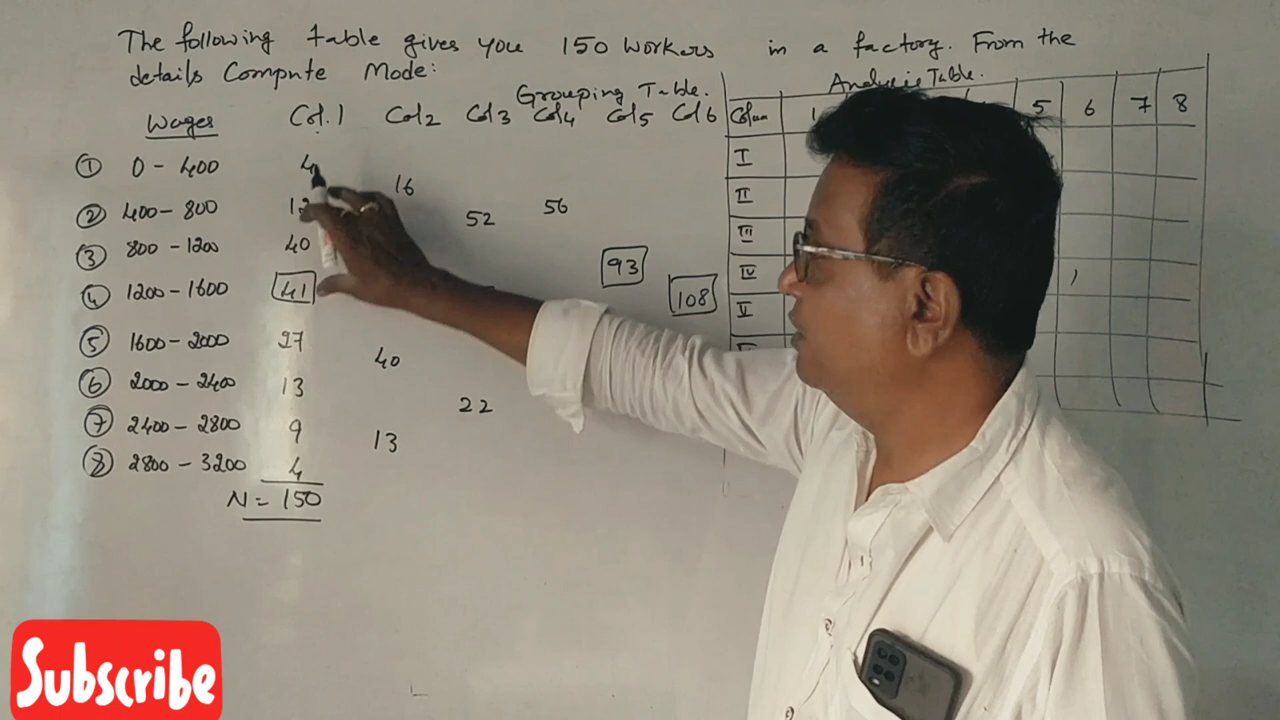 The following table gives you 150 workers in a factory. From the
details Compute Mode:
Grouping Table.
Analysis Table.
Wages Col.1 Col2 Col3 Col4 Col5 Col6
Colum 1 5 6 7 8
① 0 - 400 4
16
② 400 - 800 12
52 56
③ 800 - 1200 40
93
④ 1200 - 1600 41
108
⑤ 1600 - 2000 27
40
⑥ 2000 - 2400 13
22
⑦ 2400 - 2800 9
13
⑧ 2800 - 3200 4
N = 150
I
II
III
IV
V
Subscribe